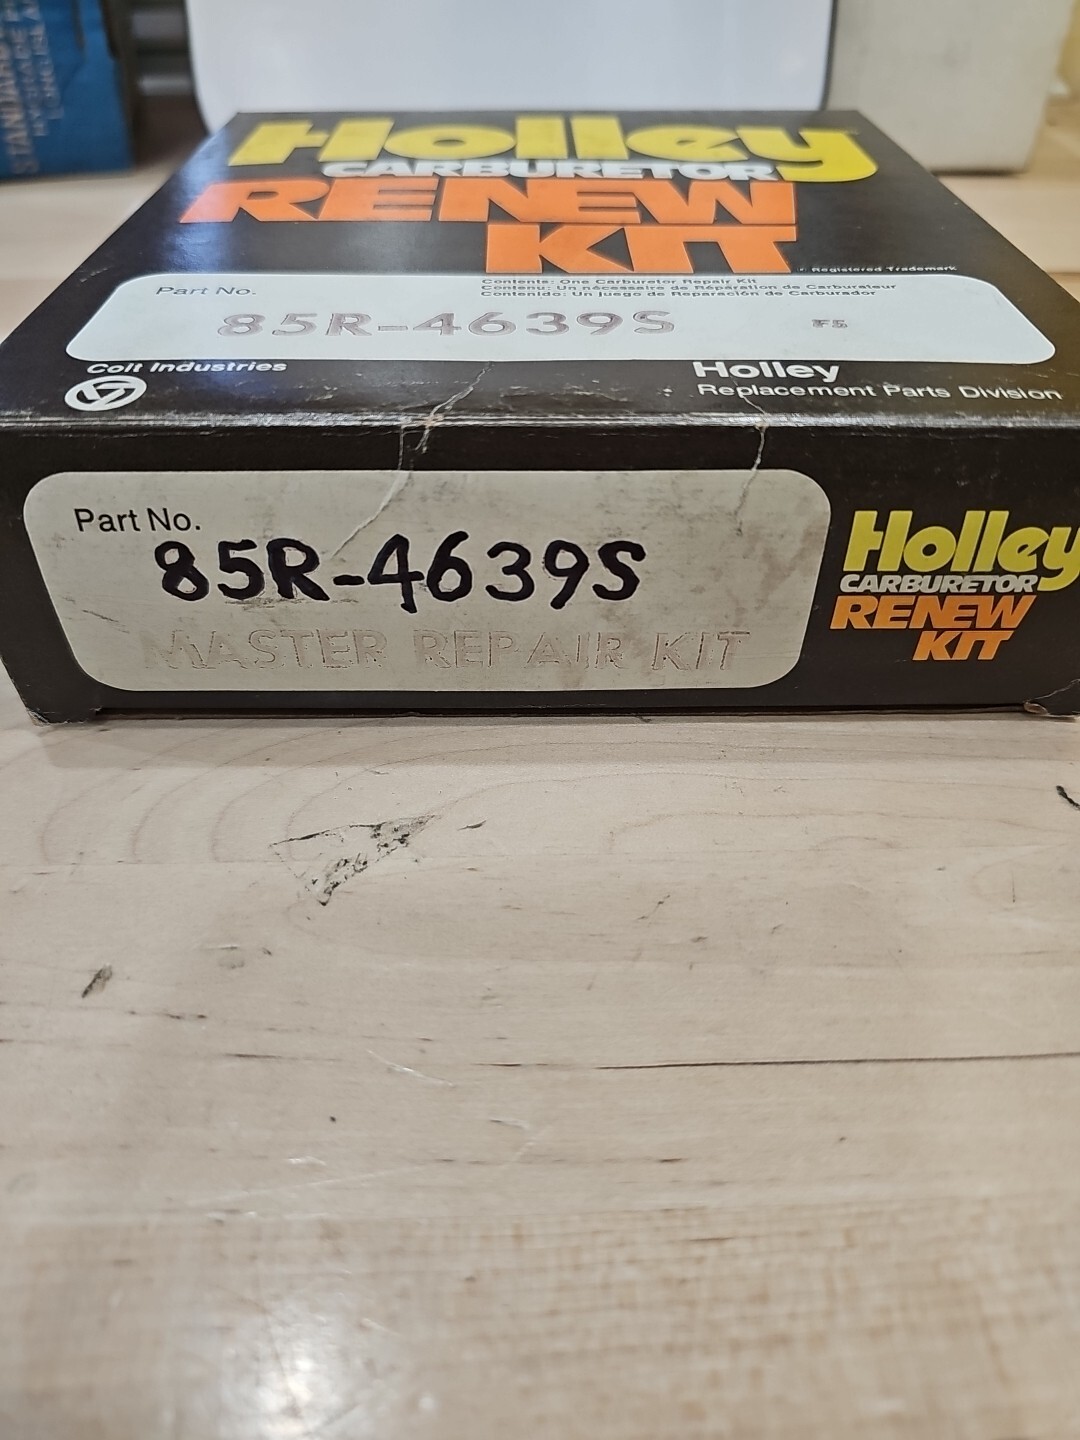 Holley
CARBURETOR
RENEW
KIT
Registered Trademark
Part No.
Contents: One Carburetor Repair Kit
Contenu: Un nécessaire de Réparation de Carburateur
Contenido: Un juego de Reparación de Carburador
85R-4639S F5
Colt Industries
Holley
Replacement Parts Division
Part No.
85R-4639S
MASTER REPAIR KIT
Holley
CARBURETOR
RENEW
KIT